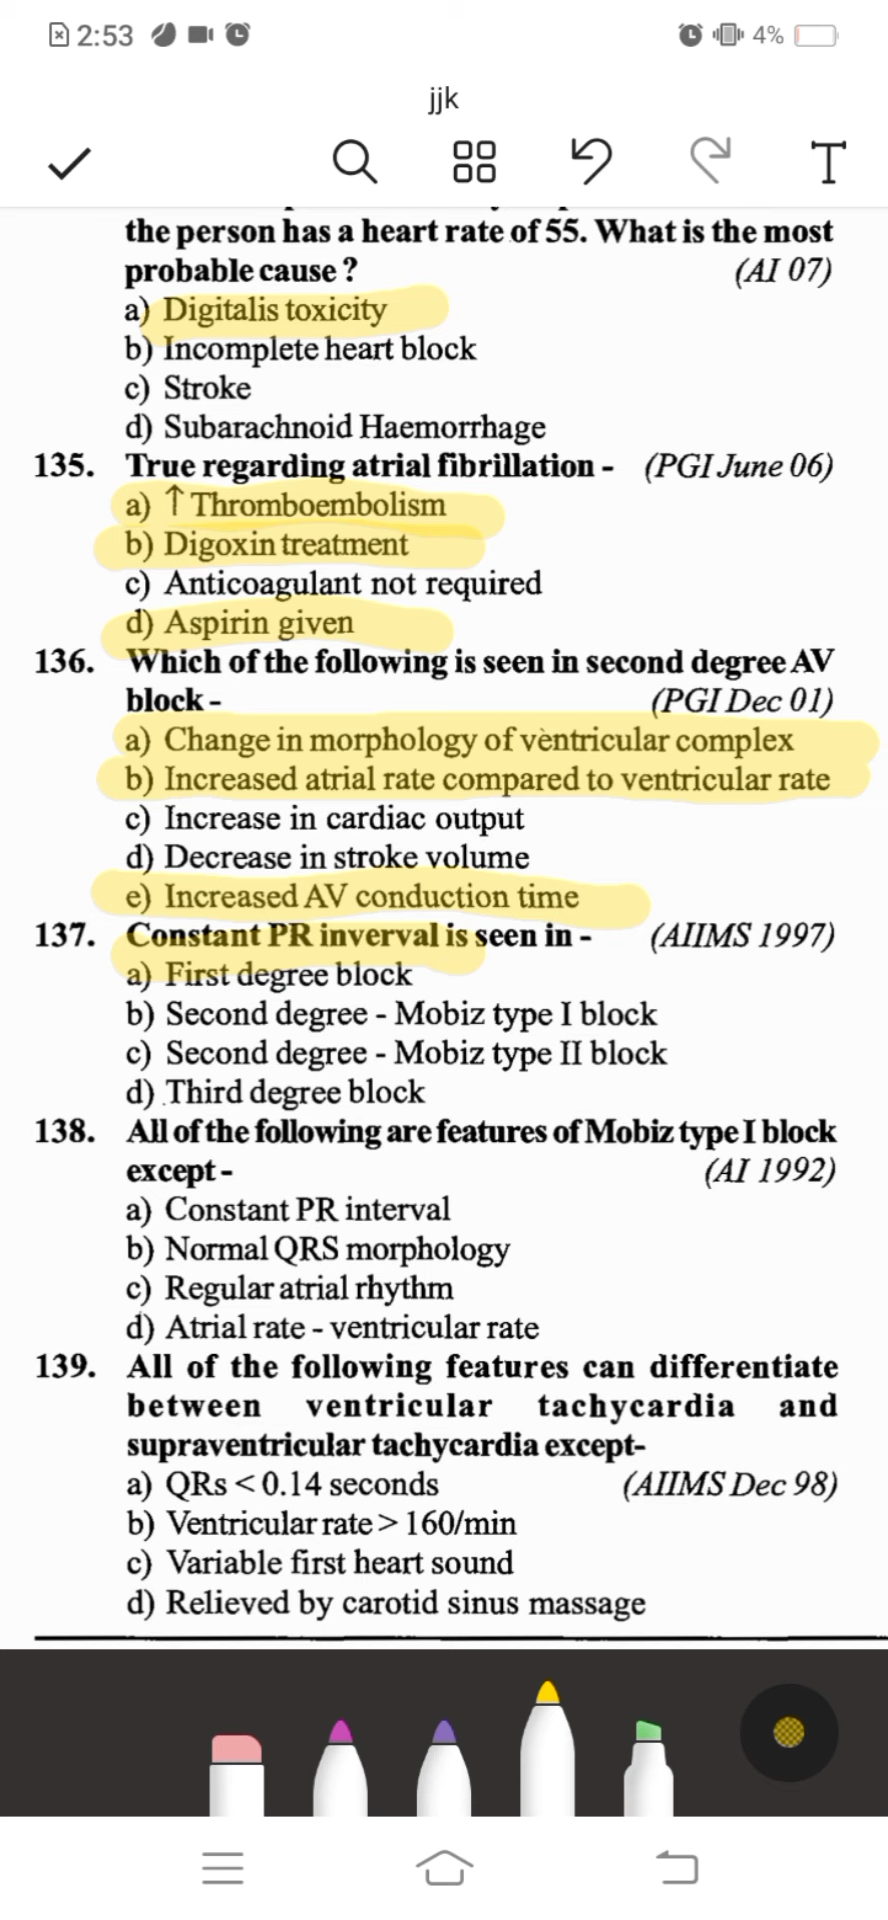 2:53
4%
jjk
T
the person has a heart rate of 55. What is the most
probable cause ? (AI 07)
a) Digitalis toxicity
b) Incomplete heart block
c) Stroke
d) Subarachnoid Haemorrhage
135. True regarding atrial fibrillation - (PGI June 06)
a) ↑ Thromboembolism
b) Digoxin treatment
c) Anticoagulant not required
d) Aspirin given
136. Which of the following is seen in second degree AV
block - (PGI Dec 01)
a) Change in morphology of ventricular complex
b) Increased atrial rate compared to ventricular rate
c) Increase in cardiac output
d) Decrease in stroke volume
e) Increased AV conduction time
137. Constant PR inverval is seen in - (AIIMS 1997)
a) First degree block
b) Second degree - Mobiz type I block
c) Second degree - Mobiz type II block
d) Third degree block
138. All of the following are features of Mobiz type I block
except - (AI 1992)
a) Constant PR interval
b) Normal QRS morphology
c) Regular atrial rhythm
d) Atrial rate - ventricular rate
139. All of the following features can differentiate
between ventricular tachycardia and
supraventricular tachycardia except-
a) QRs < 0.14 seconds (AIIMS Dec 98)
b) Ventricular rate > 160/min
c) Variable first heart sound
d) Relieved by carotid sinus massage